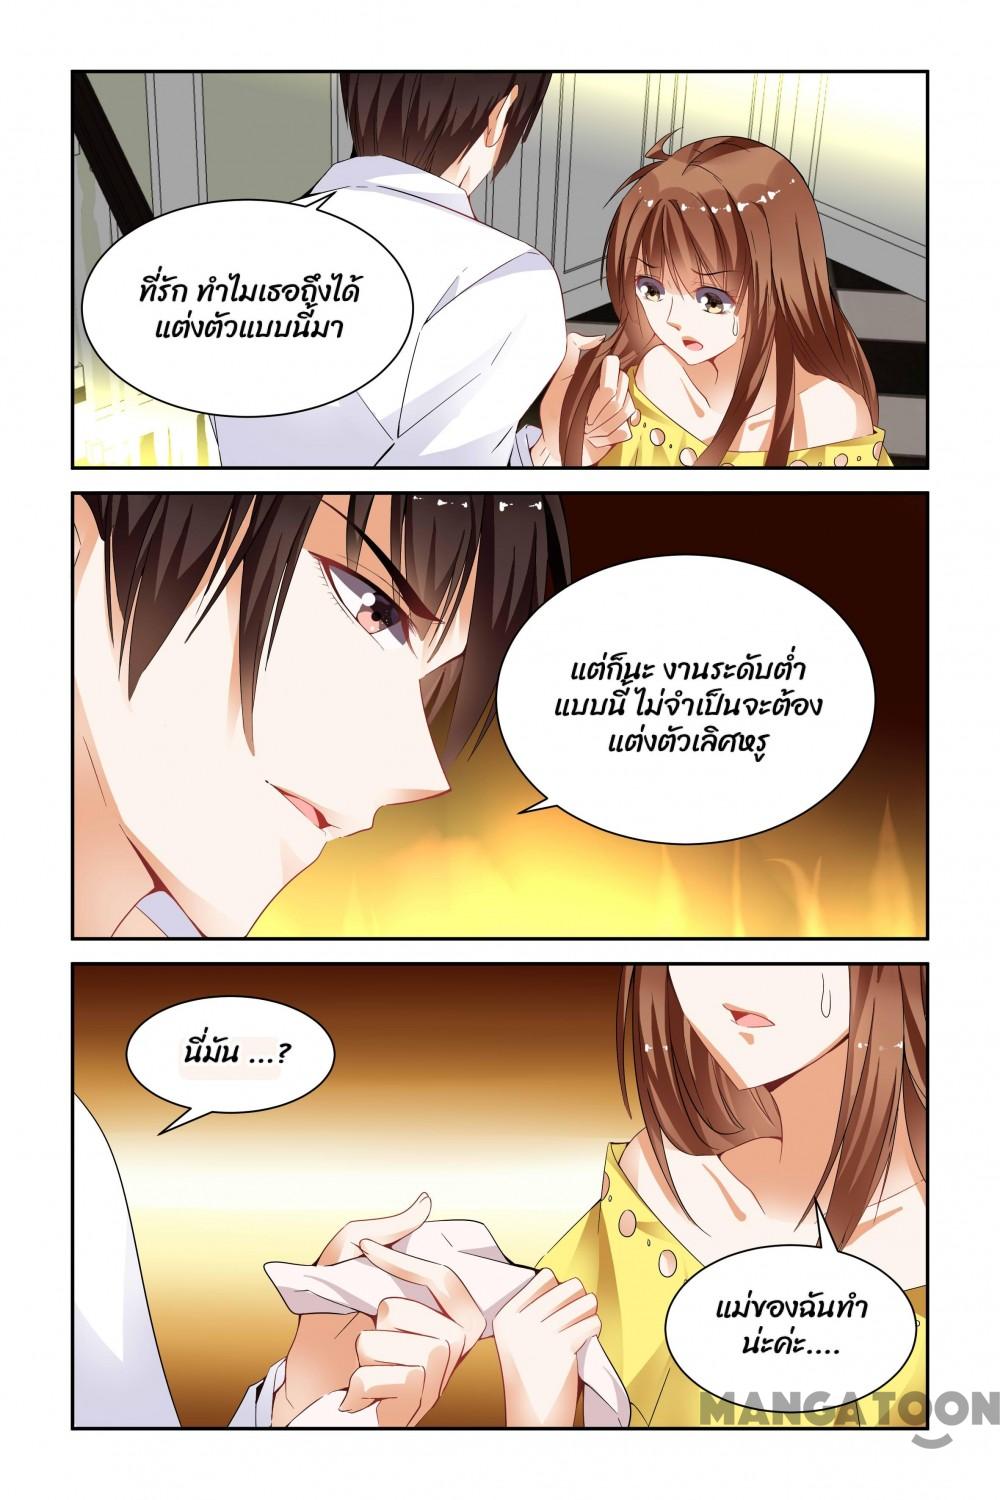 ที่รัก ทำไมเธอถึงได้
แต่งตัวแบบนี้มา
แต่ก็นะ งานระดับต่ำ
แบบนี้ ไม่จำเป็นจะต้อง
แต่งตัวเลิศหรู
นี่มัน ...?
แม่ของฉันทำ
น่ะค่ะ....
MANGATOON